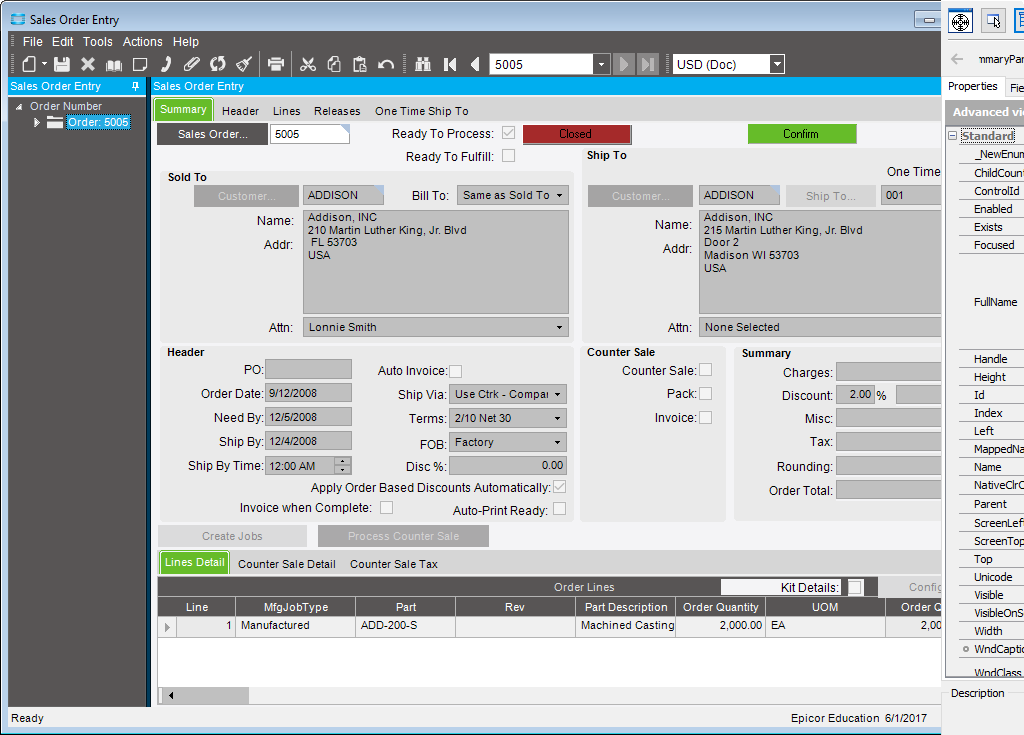 Sales Order Entry
File Edit Tools Actions Help
5005
USD (Doc)
Sales Order Entry
Order Number
Order: 5005
Sales Order Entry
Summary Header Lines Releases One Time Ship To
Sales Order... 5005 Ready To Process: Closed Confirm
Ready To Fulfill:
Sold To
Customer... ADDISON Bill To: Same as Sold To
Name: Addison, INC
Addr: 210 Martin Luther King, Jr. Blvd
FL 53703
USA
Attn: Lonnie Smith
Ship To
One Time
Customer... ADDISON Ship To... 001
Name: Addison, INC
Addr: 215 Martin Luther King, Jr. Blvd
Door 2
Madison WI 53703
USA
Attn: None Selected
Header
PO: Auto Invoice:
Order Date: 9/12/2008 Ship Via: Use Ctrk - Compar
Need By: 12/5/2008 Terms: 2/10 Net 30
Ship By: 12/4/2008 FOB: Factory
Ship By Time: 12:00 AM Disc %: 0.00
Apply Order Based Discounts Automatically:
Invoice when Complete: Auto-Print Ready:
Counter Sale
Counter Sale:
Pack:
Invoice:
Summary
Charges:
Discount: 2.00 %
Misc:
Tax:
Rounding:
Order Total:
Create Jobs Process Counter Sale
Lines Detail Counter Sale Detail Counter Sale Tax
Order Lines Kit Details: Config
Line MfgJobType Part Rev Part Description Order Quantity UOM Order Q
1 Manufactured ADD-200-S Machined Casting 2,000.00 EA 2,00
Ready Epicor Education 6/1/2017
mmaryPar
Properties Fie
Advanced vie
Standard
_NewEnum
ChildCount
ControlId
Enabled
Exists
Focused
FullName
Handle
Height
Id
Index
Left
MappedNa
Name
NativeClrC
Parent
ScreenLeft
ScreenTop
Top
Unicode
Visible
VisibleOnS
Width
WndCaptio
WndClass
Description